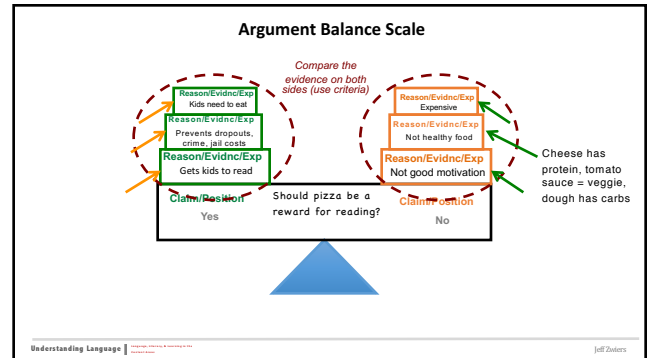 Argument Balance Scale
Compare the
evidence on both
sides (use criteria)
Reason/Evidnc/Exp
Kids need to eat
Reason/Evidnc/Exp
Prevents dropouts,
crime, jail costs
Reason/Evidnc/Exp
Gets kids to read
Claim/Position
Yes
Should pizza be a
reward for reading?
Reason/Evidnc/Exp
Expensive
Reason/Evidnc/Exp
Not healthy food
Reason/Evidnc/Exp
Not good motivation
Claim/Position
No
Cheese has
protein, tomato
sauce = veggie,
dough has carbs
Understanding Language
Jeff Zwiers